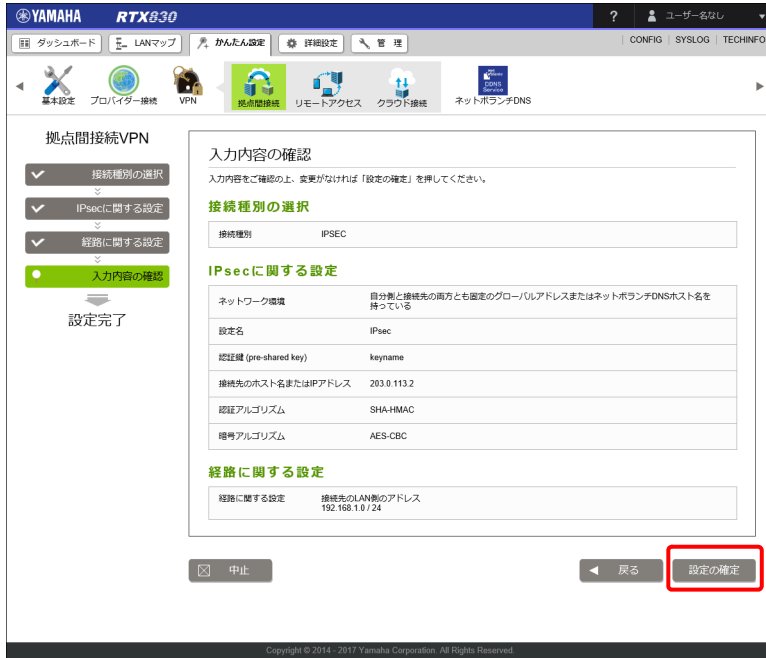 YAMAHA RTX830 ? ユーザー名なし
ダッシュボード LANマップ かんたん設定 詳細設定 管 理 CONFIG SYSLOG TECHINFO
基本設定 プロバイダー接続 VPN 拠点間接続 リモートアクセス クラウド接続 ネットボランチDNS
DDNS
Service
拠点間接続VPN
接続種別の選択
IPsecに関する設定
経路に関する設定
入力内容の確認
設定完了
入力内容の確認
入力内容をご確認の上、変更がなければ「設定の確定」を押してください。
接続種別の選択
接続種別 IPSEC
IPsecに関する設定
ネットワーク環境 自分側と接続先の両方とも固定のグローバルアドレスまたはネットボランチDNSホスト名を
持っている
設定名 IPsec
認証鍵 (pre-shared key) keyname
接続先のホスト名またはIPアドレス 203.0.113.2
認証アルゴリズム SHA-HMAC
暗号アルゴリズム AES-CBC
経路に関する設定
経路に関する設定 接続先のLAN側のアドレス
192.168.1.0 / 24
中止 戻る 設定の確定
Copyright © 2014 - 2017 Yamaha Corporation. All Rights Reserved.